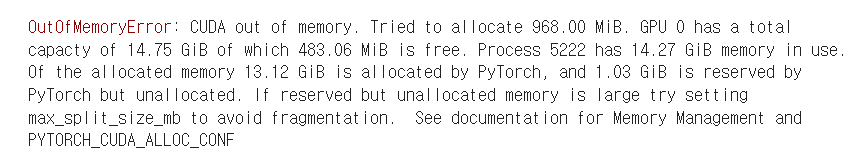 OutOfMemoryError: CUDA out of memory. Tried to allocate 968.00 MiB. GPU 0 has a total
capacty of 14.75 GiB of which 483.06 MiB is free. Process 5222 has 14.27 GiB memory in use.
Of the allocated memory 13.12 GiB is allocated by PyTorch, and 1.03 GiB is reserved by
PyTorch but unallocated. If reserved but unallocated memory is large try setting
max_split_size_mb to avoid fragmentation.  See documentation for Memory Management and
PYTORCH_CUDA_ALLOC_CONF